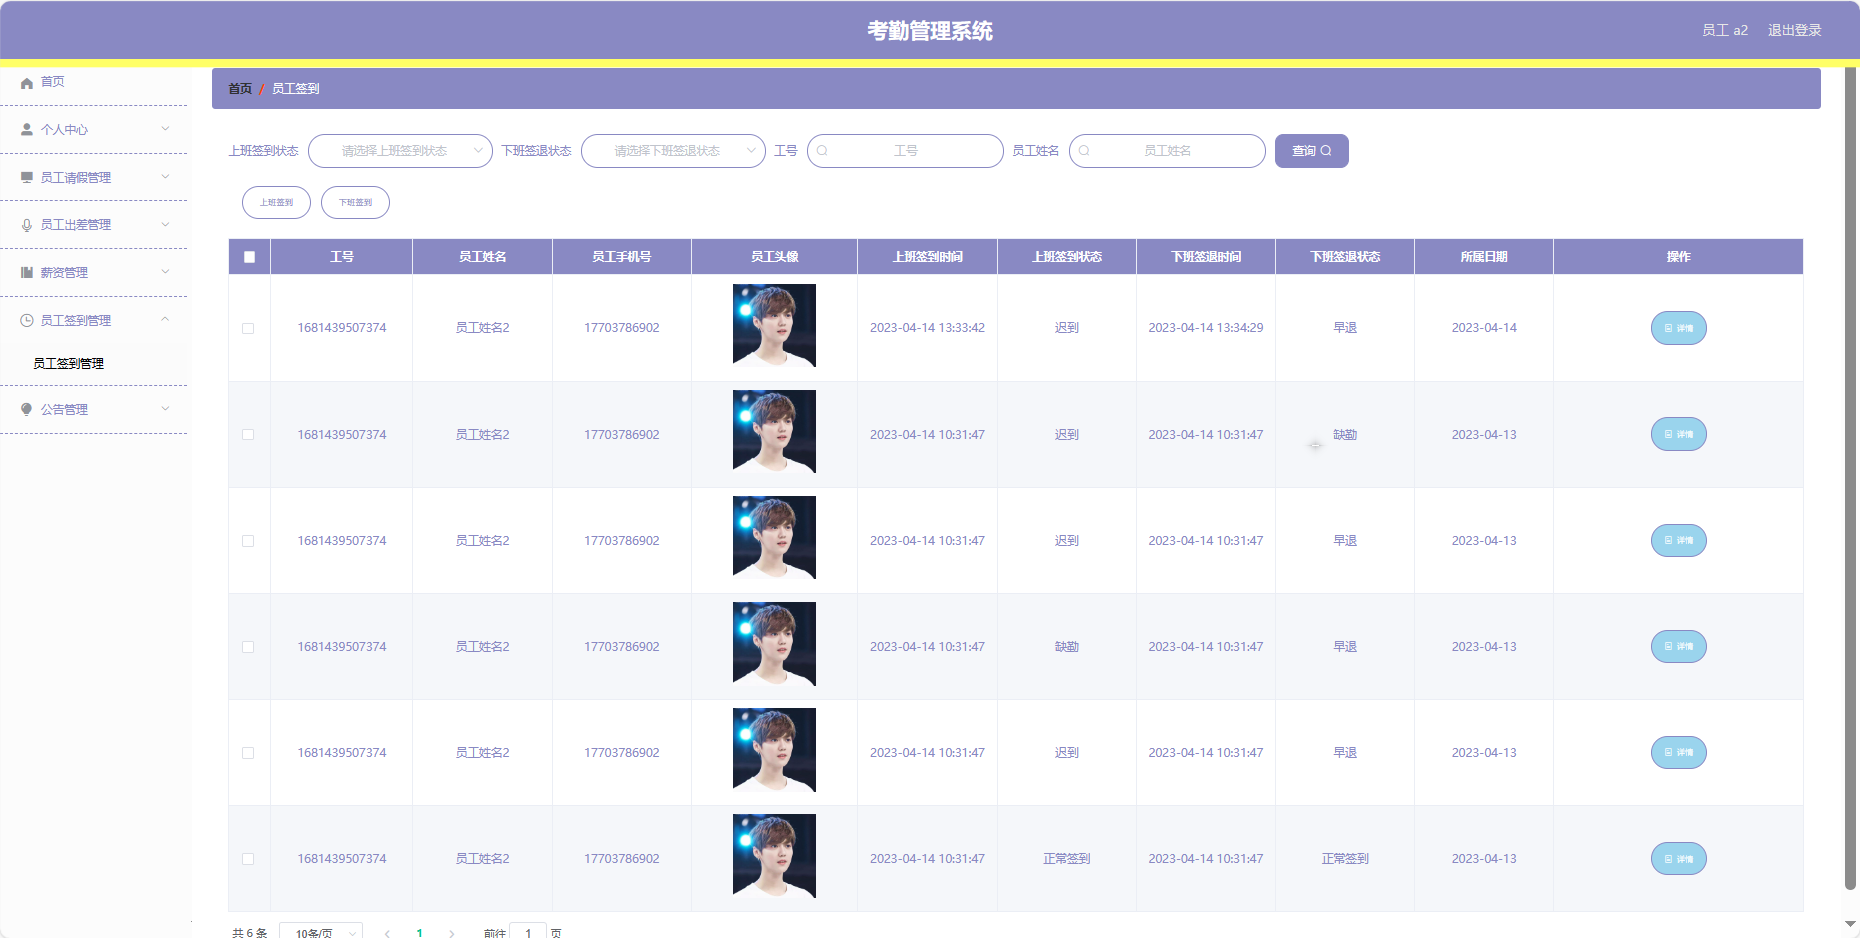 考勤管理系统
员工 a2 退出登录
首页
个人中心
员工请假管理
员工出差管理
薪资管理
员工签到管理
员工签到管理
公告管理
首页 / 员工签到
上班签到状态 请选择上班签到状态 下班签退状态 请选择下班签退状态 工号 工号 员工姓名 员工姓名 查询
上班签到 下班签到
工号 员工姓名 员工手机号 员工头像 上班签到时间 上班签到状态 下班签退时间 下班签退状态 所属日期 操作
1681439507374 员工姓名2 17703786902 2023-04-14 13:33:42 迟到 2023-04-14 13:34:29 早退 2023-04-14 详情
1681439507374 员工姓名2 17703786902 2023-04-14 10:31:47 迟到 2023-04-14 10:31:47 缺勤 2023-04-13 详情
1681439507374 员工姓名2 17703786902 2023-04-14 10:31:47 迟到 2023-04-14 10:31:47 早退 2023-04-13 详情
1681439507374 员工姓名2 17703786902 2023-04-14 10:31:47 缺勤 2023-04-14 10:31:47 早退 2023-04-13 详情
1681439507374 员工姓名2 17703786902 2023-04-14 10:31:47 迟到 2023-04-14 10:31:47 早退 2023-04-13 详情
1681439507374 员工姓名2 17703786902 2023-04-14 10:31:47 正常签到 2023-04-14 10:31:47 正常签到 2023-04-13 详情
共 6 条 10条/页 1 前往 1 页